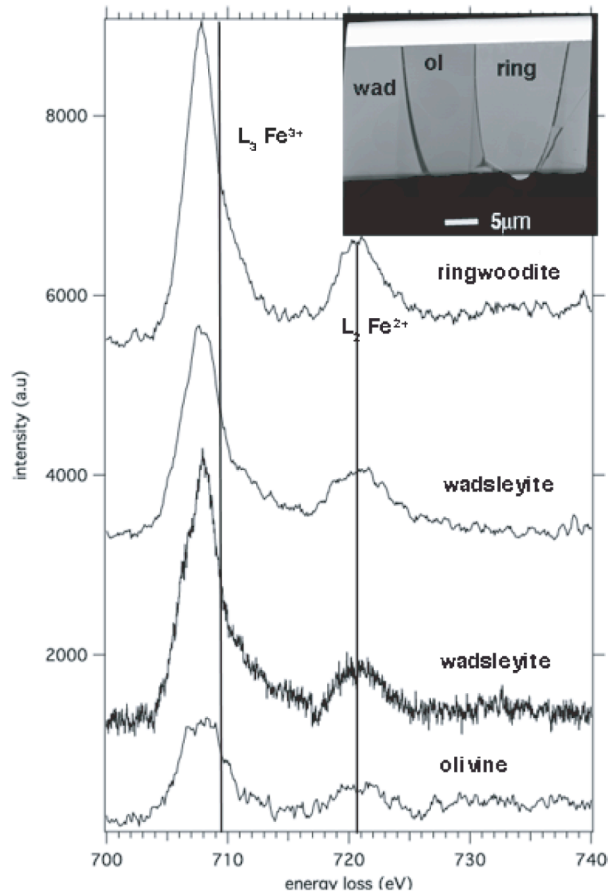 wad
ol
ring
5μm
8000
L₃ Fe³⁺
6000
ringwoodite
L₂ Fe²⁺
intensity (a.u)
4000
wadsleyite
2000
wadsleyite
olivine
700
710
720
730
740
energy loss (eV)